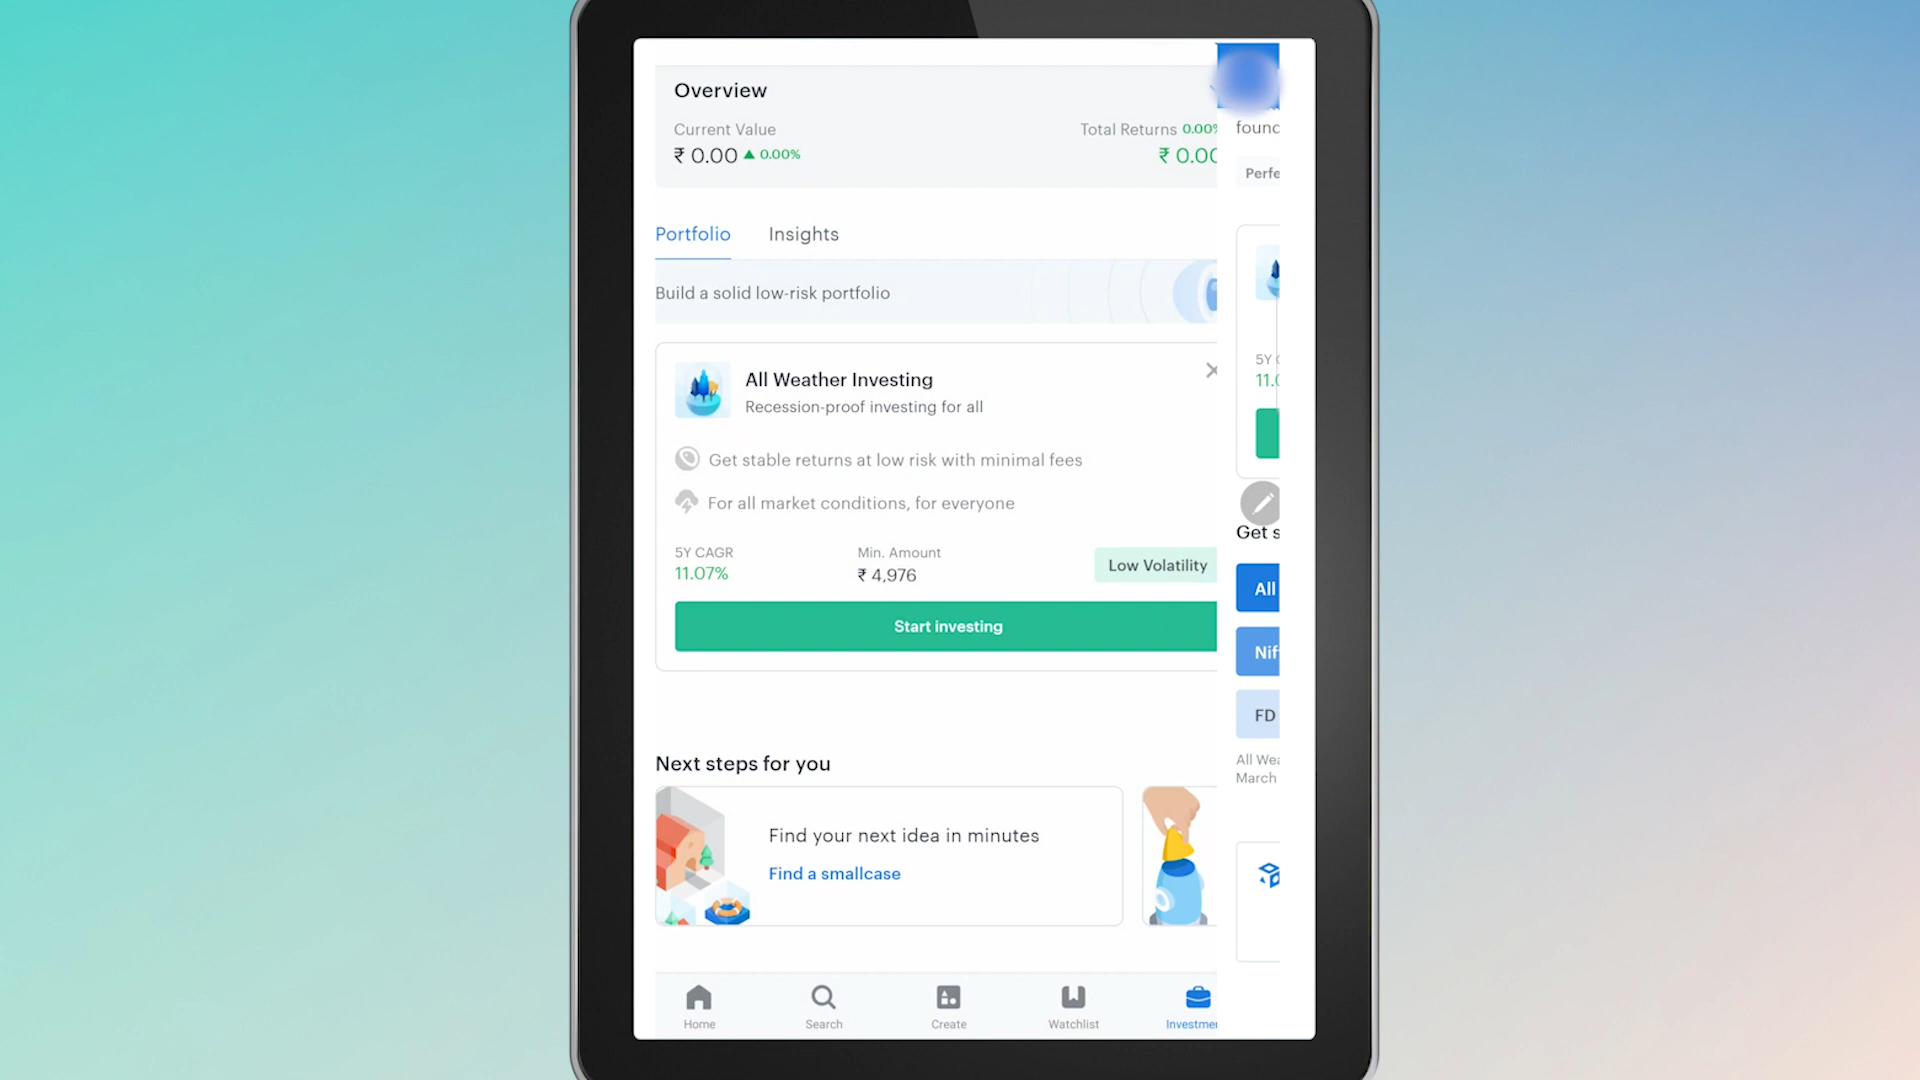 Overview
Current Value
₹ 0.00 ▲ 0.00%
Total Returns 0.00%
₹ 0.00
Portfolio
Insights
Build a solid low-risk portfolio
All Weather Investing
Recession-proof investing for all
Get stable returns at low risk with minimal fees
For all market conditions, for everyone
5Y CAGR
11.07%
Min. Amount
₹ 4,976
Low Volatility
Start investing
Next steps for you
Find your next idea in minutes
Find a smallcase
Home
Search
Create
Watchlist
Investmen
found
Perfe
5Y
11.0
Get s
All
Nif
FD
All Wea
March